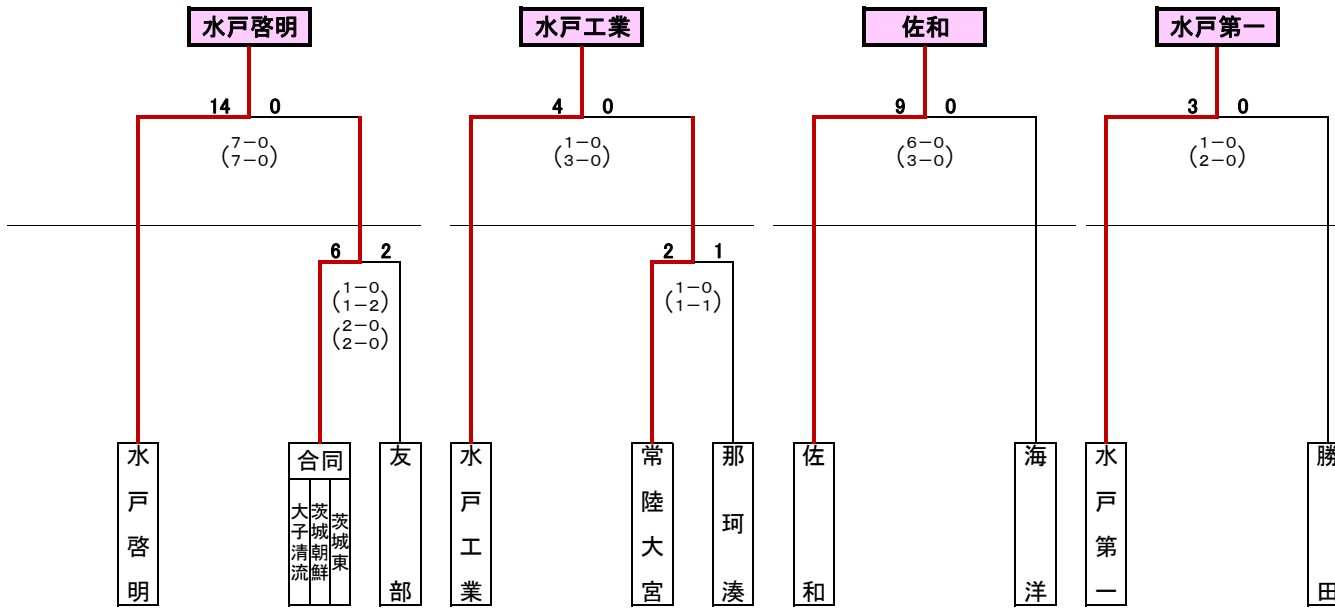 水戸啓明
水戸工業
佐和
水戸第一
14 0
4 0
9 0
3 0
(7-0
7-0)
(1-0
3-0)
(6-0
3-0)
(1-0
2-0)
6 2
2 1
(1-0
1-2)
(2-0
2-0)
(1-0
1-1)
水戸啓明
合同
大子清流
茨城朝鮮
茨城東
友部
水戸工業
常陸大宮
那珂湊
佐和
海洋
水戸第一
勝田